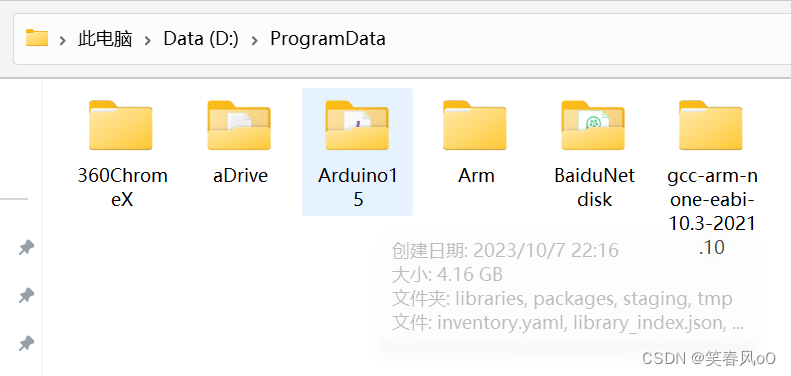 此电脑 > Data (D:) > ProgramData
360ChromeX
aDrive
Arduino15
Arm
BaiduNetdisk
gcc-arm-none-eabi-10.3-2021.10
创建日期: 2023/10/7 22:16
大小: 4.16 GB
文件夹: libraries, packages, staging, tmp
文件: inventory.yaml, library_index.json, ...
CSDN @笑春风oO